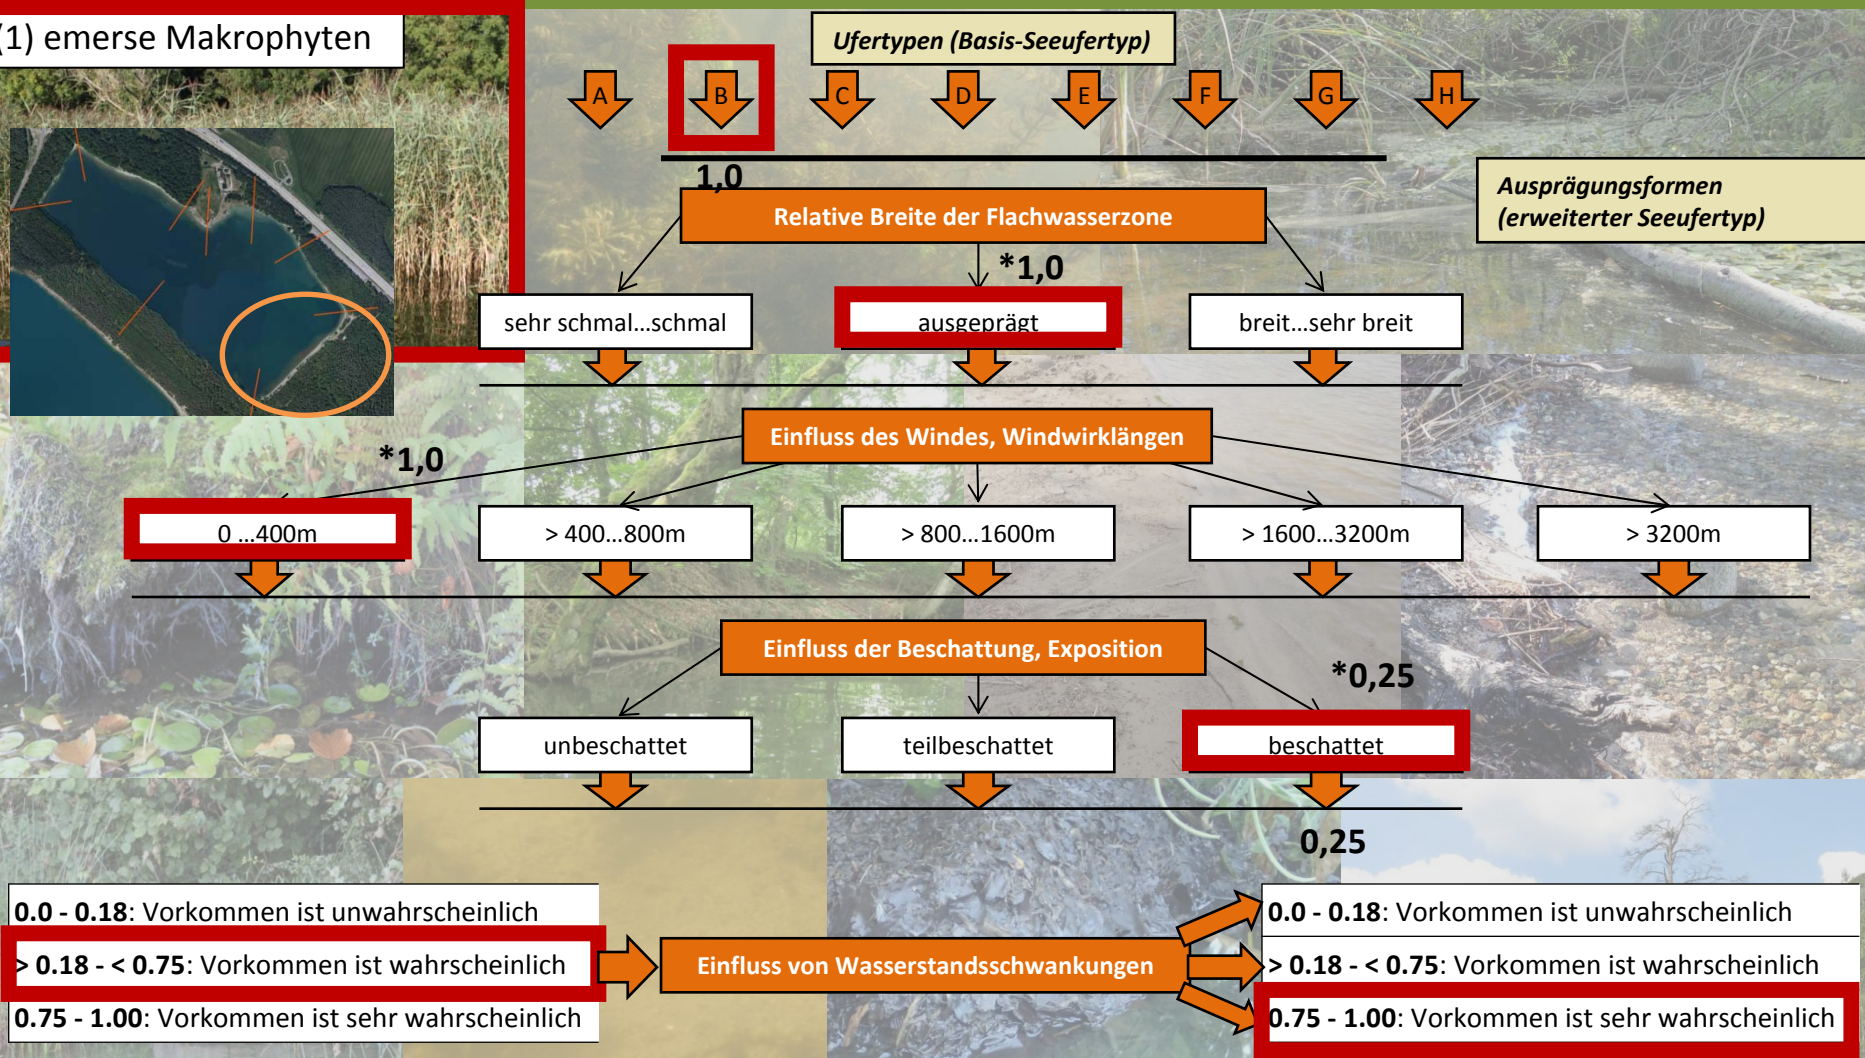 (1) emerse Makrophyten
Ufertypen (Basis-Seeufertyp)
A B C D E F G H
1,0
Ausprägungsformen
(erweiterter Seeufertyp)
Relative Breite der Flachwasserzone
*1,0
sehr schmal...schmal
ausgeprägt
breit...sehr breit
Einfluss des Windes, Windwirklängen
*1,0
0 ...400m
> 400...800m
> 800...1600m
> 1600...3200m
> 3200m
Einfluss der Beschattung, Exposition
*0,25
unbeschattet
teilbeschattet
beschattet
0,25
0.0 - 0.18: Vorkommen ist unwahrscheinlich
> 0.18 - < 0.75: Vorkommen ist wahrscheinlich
0.75 - 1.00: Vorkommen ist sehr wahrscheinlich
Einfluss von Wasserstandsschwankungen
0.0 - 0.18: Vorkommen ist unwahrscheinlich
> 0.18 - < 0.75: Vorkommen ist wahrscheinlich
0.75 - 1.00: Vorkommen ist sehr wahrscheinlich